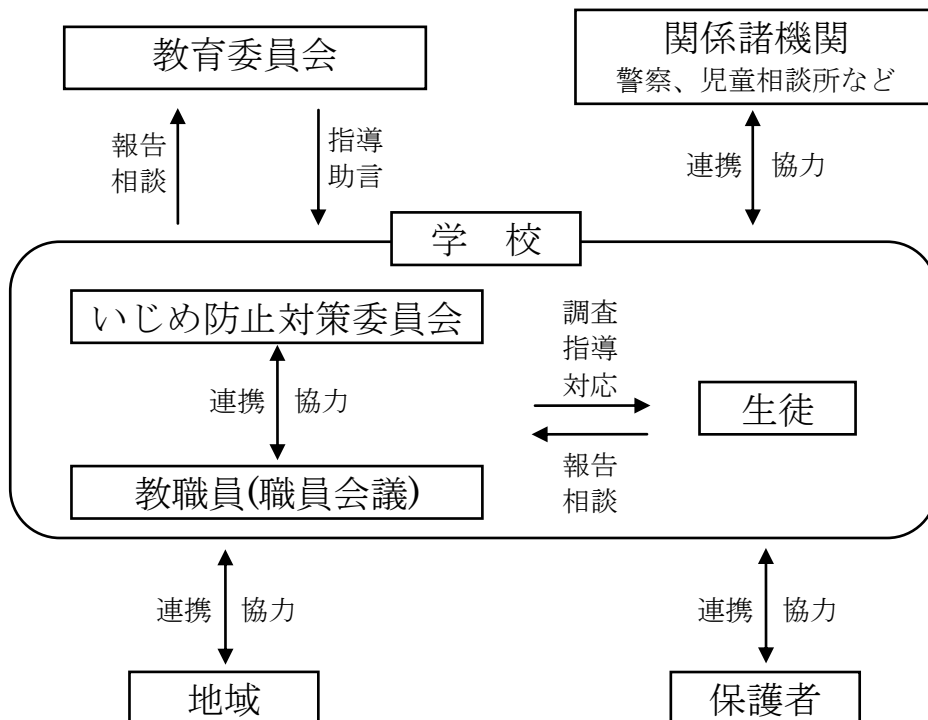 教育委員会
関係諸機関
警察、児童相談所など
報告
相談
指導
助言
連携
協力
学 校
いじめ防止対策委員会
連携
協力
教職員(職員会議)
調査
指導
対応
報告
相談
生徒
連携
協力
連携
協力
地域
保護者